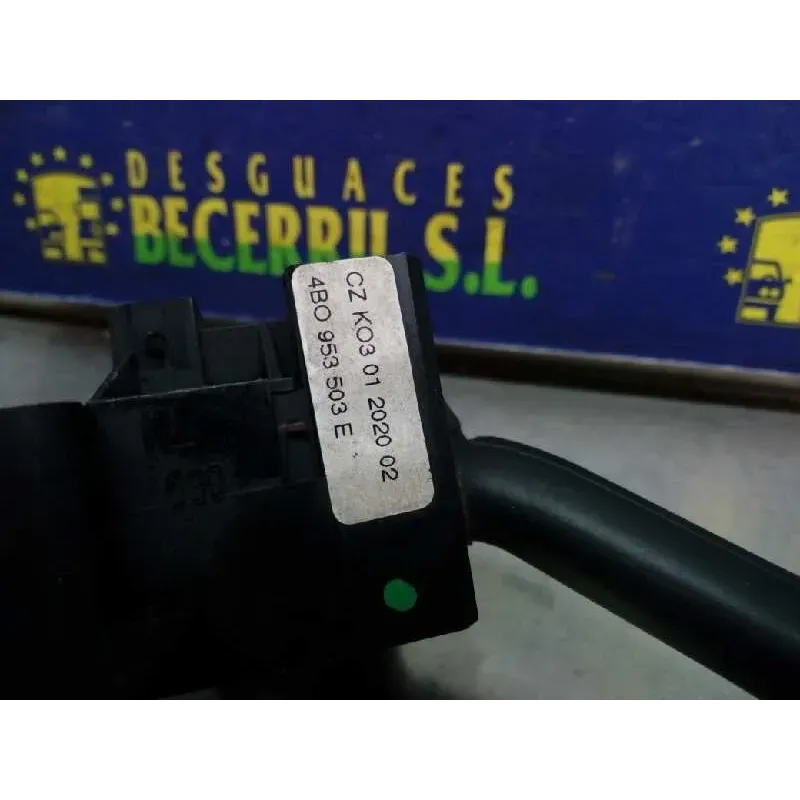 DESGUACES
BECERRIL S.L.
CZ KO3 01 2020 02
4BO 953 503 E